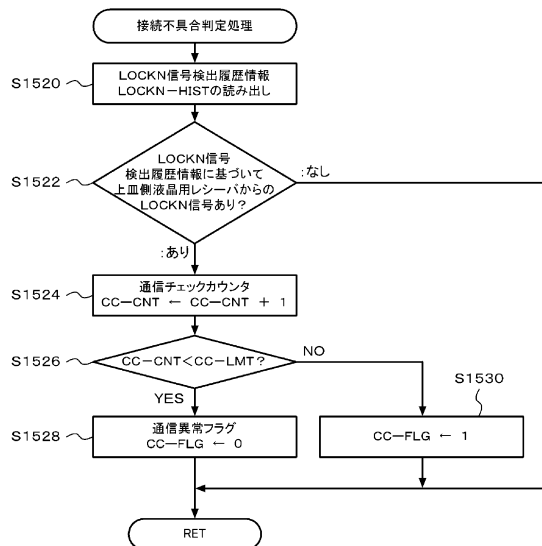 接続不具合判定処理
S1520
LOCKN信号検出履歴情報
LOCKN-HISTの読み出し
S1522
LOCKN信号
検出履歴情報に基づいて
上皿側液晶用レシーバからの
LOCKN信号あり?
:なし
:あり
S1524
通信チェックカウンタ
CC-CNT ← CC-CNT + 1
S1526
CC-CNT<CC-LMT?
NO
YES
S1530
S1528
通信異常フラグ
CC-FLG ← 0
CC-FLG ← 1
RET